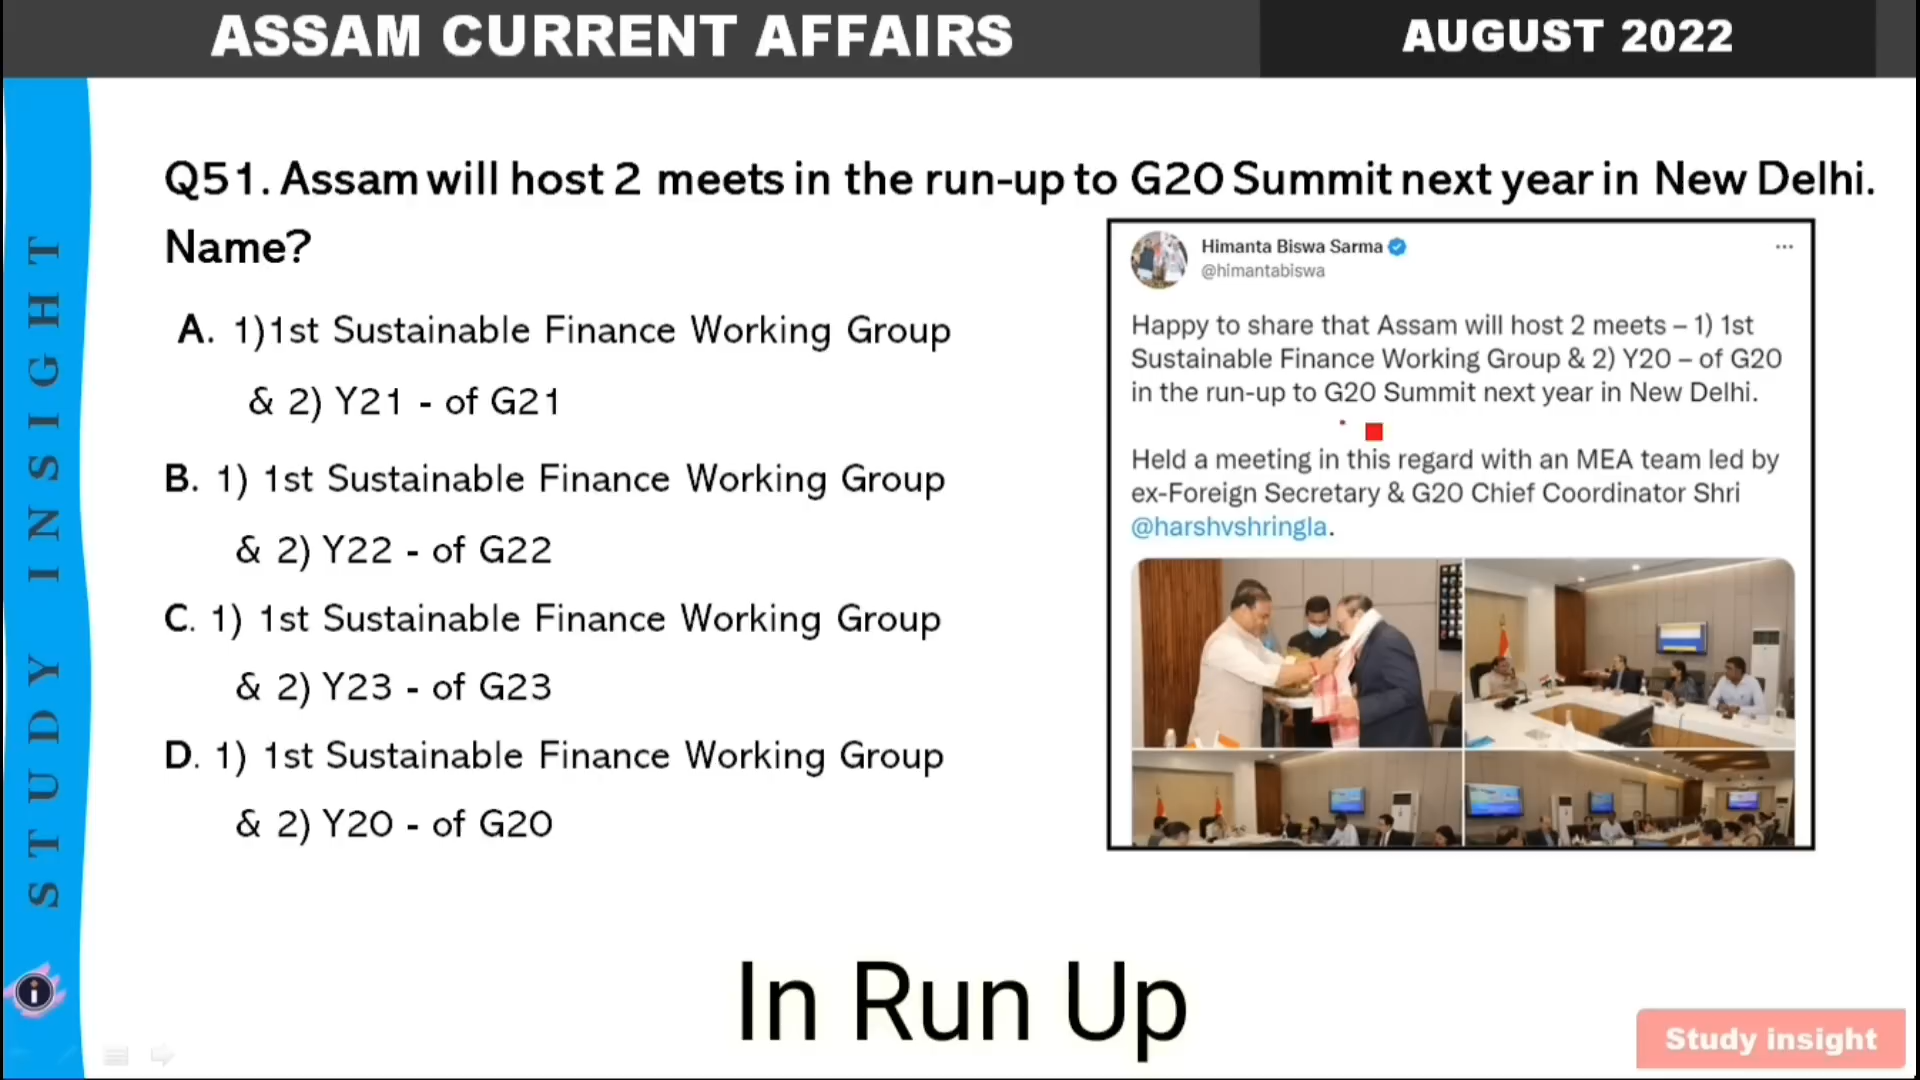 ASSAM CURRENT AFFAIRS
AUGUST 2022
STUDY INSIGHT
Q51. Assam will host 2 meets in the run-up to G20 Summit next year in New Delhi.
Name?
A. 1)1st Sustainable Finance Working Group
& 2) Y21 - of G21
B. 1) 1st Sustainable Finance Working Group
& 2) Y22 - of G22
C. 1) 1st Sustainable Finance Working Group
& 2) Y23 - of G23
D. 1) 1st Sustainable Finance Working Group
& 2) Y20 - of G20
Himanta Biswa Sarma
@himantabiswa
Happy to share that Assam will host 2 meets – 1) 1st
Sustainable Finance Working Group & 2) Y20 – of G20
in the run-up to G20 Summit next year in New Delhi.
Held a meeting in this regard with an MEA team led by
ex-Foreign Secretary & G20 Chief Coordinator Shri
@harshvshringla.
In Run Up
i
Study insight